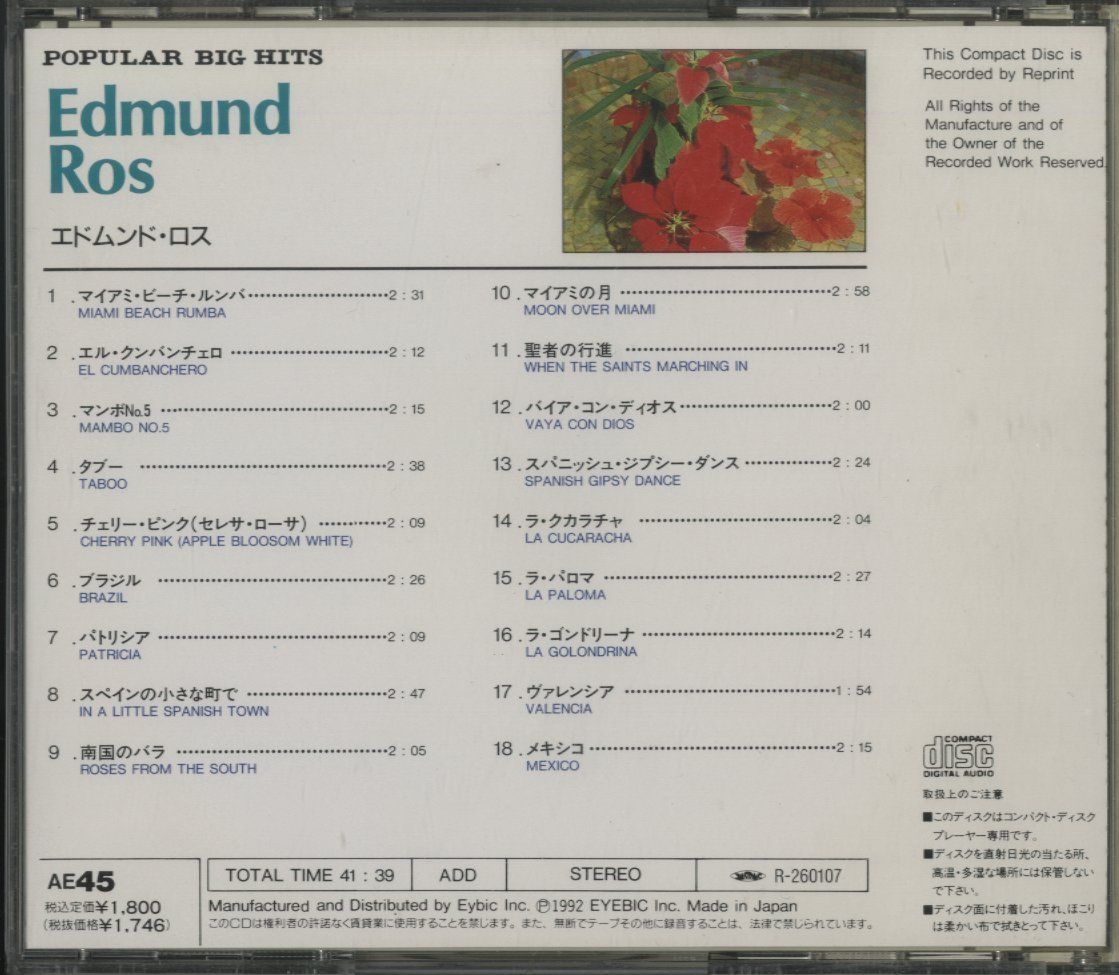 POPULAR BIG HITS
Edmund
Ros
エドムンド・ロス
This Compact Disc is
Recorded by Reprint
All Rights of the
Manufacture and of
the Owner of the
Recorded Work Reserved.
1 .マイアミ・ビーチ・ルンバ························2 : 31
MIAMI BEACH RUMBA
2 .エル・クンバンチェロ ···························2 : 12
EL CUMBANCHERO
3 .マンボNo.5 ·······································2 : 15
MAMBO NO.5
4 .タブー ··········································2 : 38
TABOO
5 .チェリー・ピンク(セレサ・ローサ) ············2 : 09
CHERRY PINK (APPLE BLOOSOM WHITE)
6 .ブラジル ·······································2 : 26
BRAZIL
7 .パトリシア ·······································2 : 09
PATRICIA
8 .スペインの小さな町で ························2 : 47
IN A LITTLE SPANISH TOWN
9 .南国のバラ ····································2 : 05
ROSES FROM THE SOUTH
10 .マイアミの月 ····································2 : 58
MOON OVER MIAMI
11 .聖者の行進 ····································2 : 11
WHEN THE SAINTS MARCHING IN
12 .バイア・コン・ディオス··························2 : 00
VAYA CON DIOS
13 .スパニッシュ・ジプシー・ダンス ···············2 : 24
SPANISH GIPSY DANCE
14 .ラ・クカラチャ ·································2 : 04
LA CUCARACHA
15 .ラ・パロマ ·······································2 : 27
LA PALOMA
16 .ラ・ゴンドリーナ ·································2 : 14
LA GOLONDRINA
17 .ヴァレンシア ····································1 : 54
VALENCIA
18 .メキシコ··········································2 : 15
MEXICO
COMPACT
disc
DIGITAL AUDIO
取扱上のご注意
■このディスクはコンパクト・ディスク
プレーヤー専用です。
■ディスクを直射日光の当たる所、
高温・多湿な場所には保管しない
で下さい。
■ディスク面に付着した汚れ、ほこり
は柔かい布で拭きとって下さい。
AE45
税込定価¥1,800
(税抜価格¥1,746)
TOTAL TIME 41 : 39 ADD STEREO R-260107
Manufactured and Distributed by Eybic Inc. Ⓟ1992 EYEBIC Inc. Made in Japan
このCDは権利者の許諾なく賃貸業に使用することを禁じます。また、無断でテープその他に録音することは、法律で禁じられています。